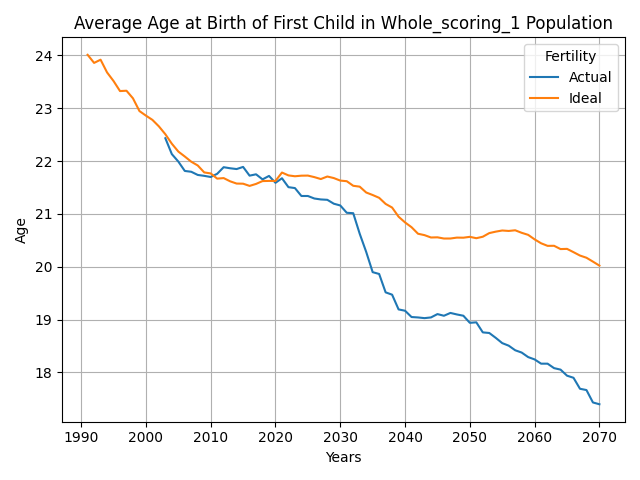 Average Age at Birth of First Child in Whole_scoring_1 Population
Fertility
Actual
Ideal
Age
24
23
22
21
20
19
18
1990 2000 2010 2020 2030 2040 2050 2060 2070
Years